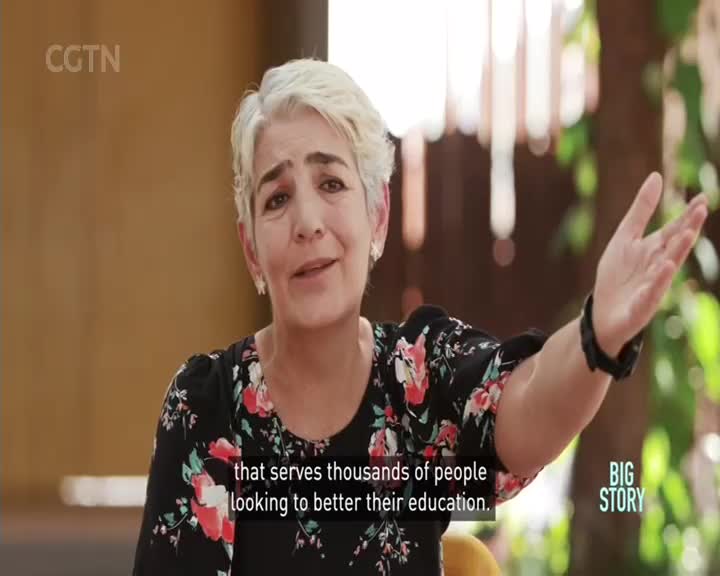 CGTN
that serves thousands of people
looking to better their education.
BIG
STORY